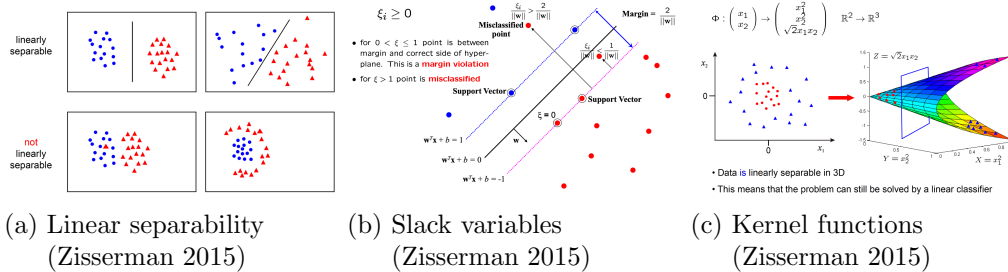 linearly
separable
not
linearly
separable
(a) Linear separability
(Zisserman 2015)
ξᵢ ≥ 0
• for 0 < ξ ≤ 1 point is between
margin and correct side of hyper-
plane. This is a margin violation
• for ξ > 1 point is misclassified
ξᵢ/||w|| > 2/||w||
Misclassified
point
Margin = 2/||w||
ξᵢ/||w|| < 1/||w||
Support Vector
Support Vector
ξ = 0
w
wᵀx + b = 1
wᵀx + b = 0
wᵀx + b = -1
(b) Slack variables
(Zisserman 2015)
Φ : (x₁ x₂) → (x₁² x₂² √2x₁x₂) ℝ² → ℝ³
x₂
0
0
x₁
Z = √2x₁x₂
Y = x₂²
X = x₁²
• Data is linearly separable in 3D
• This means that the problem can still be solved by a linear classifier
(c) Kernel functions
(Zisserman 2015)